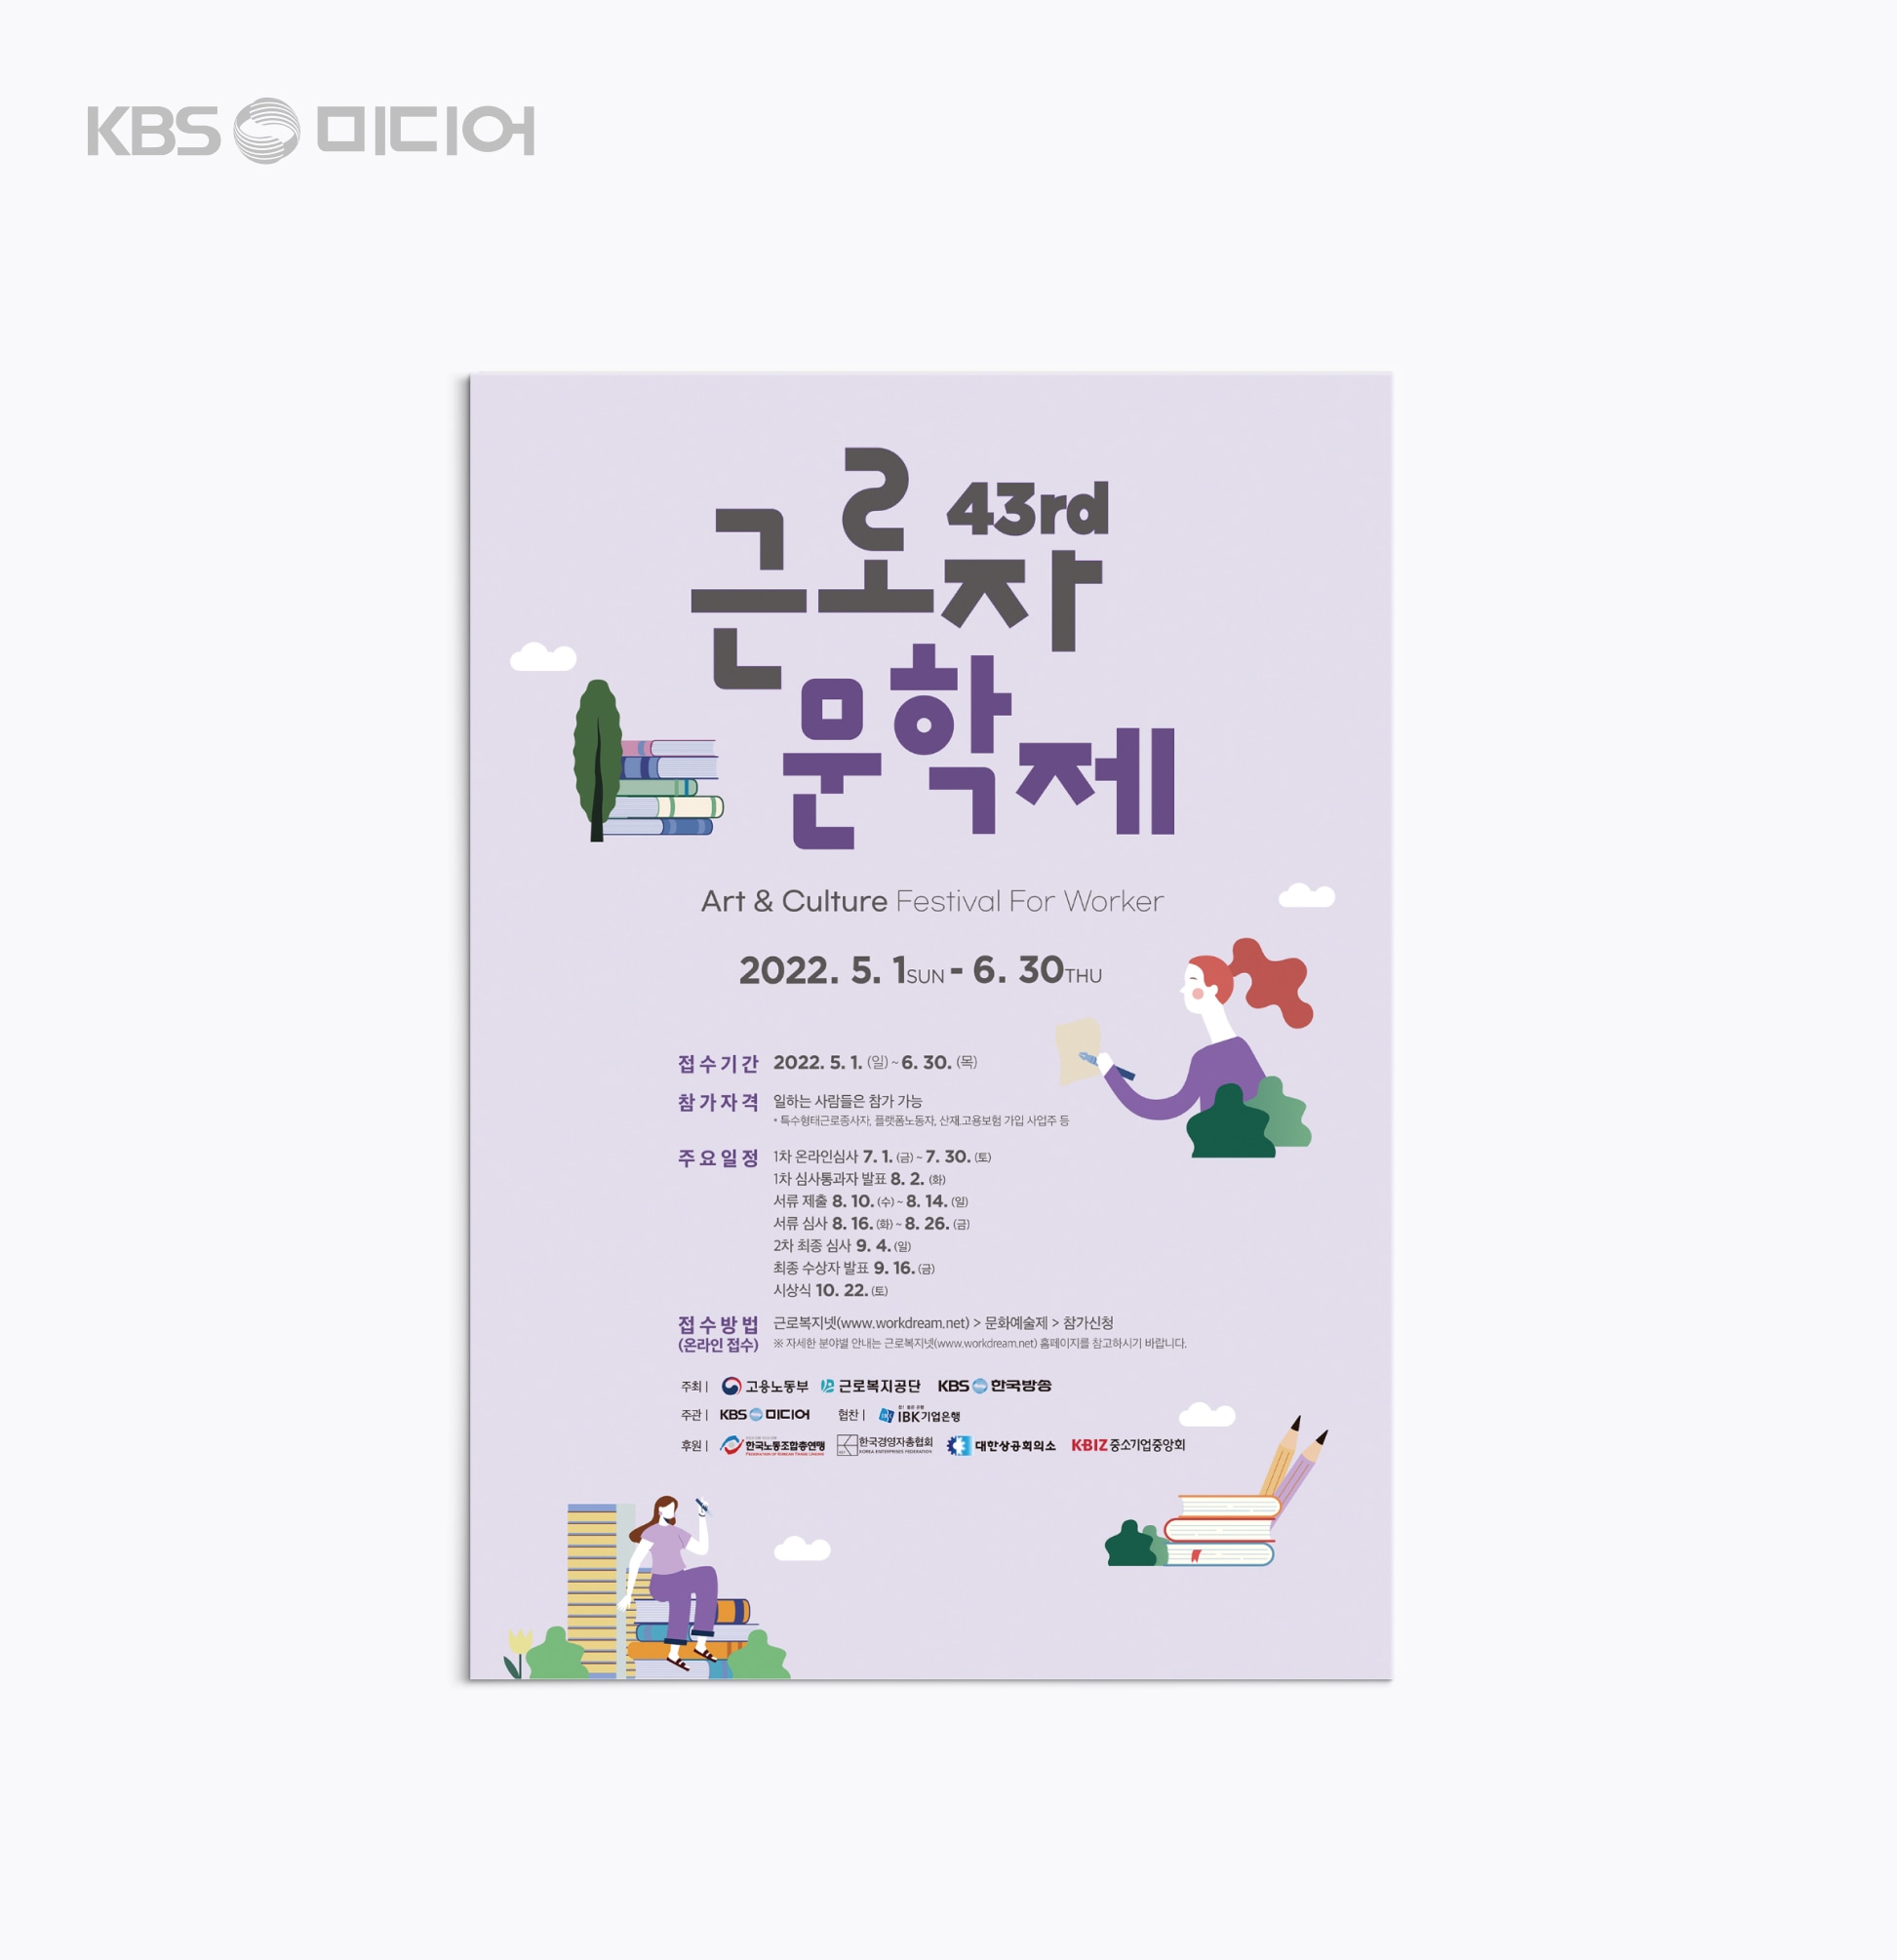 KBS 미디어
43rd
근로자
문학제
Art & Culture Festival For Worker
2022. 5. 1SUN - 6. 30THU
접수기간 2022. 5. 1. (일) ~ 6. 30. (목)
참가자격 일하는 사람들은 참가 가능
* 특수형태근로종사자, 플랫폼노동자, 산재.고용보험 가입 사업주 등
주요일정 1차 온라인심사 7. 1. (금) ~ 7. 30. (토)
1차 심사통과자 발표 8. 2. (화)
서류 제출 8. 10. (수) ~ 8. 14. (일)
서류 심사 8. 16. (화) ~ 8. 26. (금)
2차 최종 심사 9. 4. (일)
최종 수상자 발표 9. 16. (금)
시상식 10. 22. (토)
접수방법 근로복지넷(www.workdream.net) > 문화예술제 > 참가신청
(온라인 접수) ※ 자세한 분야별 안내는 근로복지넷(www.workdream.net) 홈페이지를 참고하시기 바랍니다.
주최 | 고용노동부 근로복지공단 KBS 한국방송
주관 | KBS 미디어 협찬 | IBK기업은행
후원 | 한국노동조합총연맹 FEDERATION OF KOREAN TRADE UNIONS 한국경영자총협회 KOREA ENTERPRISES FEDERATION 대한상공회의소 KBIZ중소기업중앙회